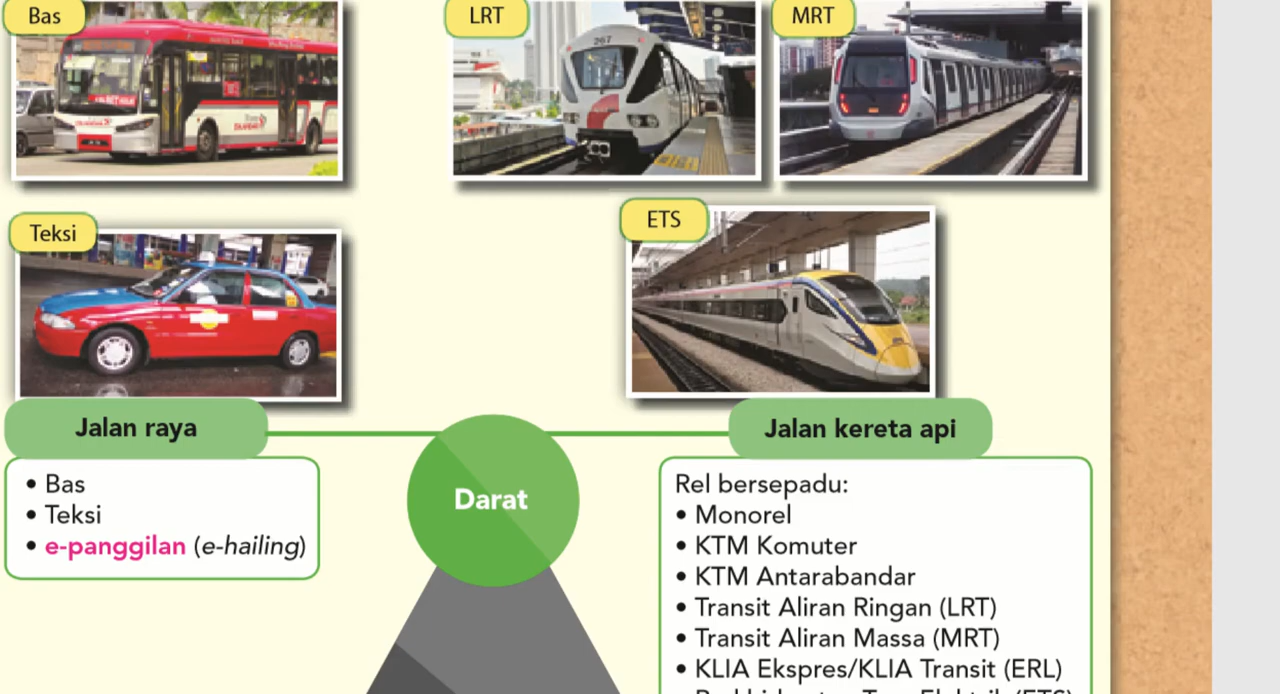 Bas
LRT
MRT
267
Teksi
ETS
Jalan raya
Jalan kereta api
Darat
• Bas
• Teksi
• e-panggilan (e-hailing)
Rel bersepadu:
• Monorel
• KTM Komuter
• KTM Antarabandar
• Transit Aliran Ringan (LRT)
• Transit Aliran Massa (MRT)
• KLIA Ekspres/KLIA Transit (ERL)